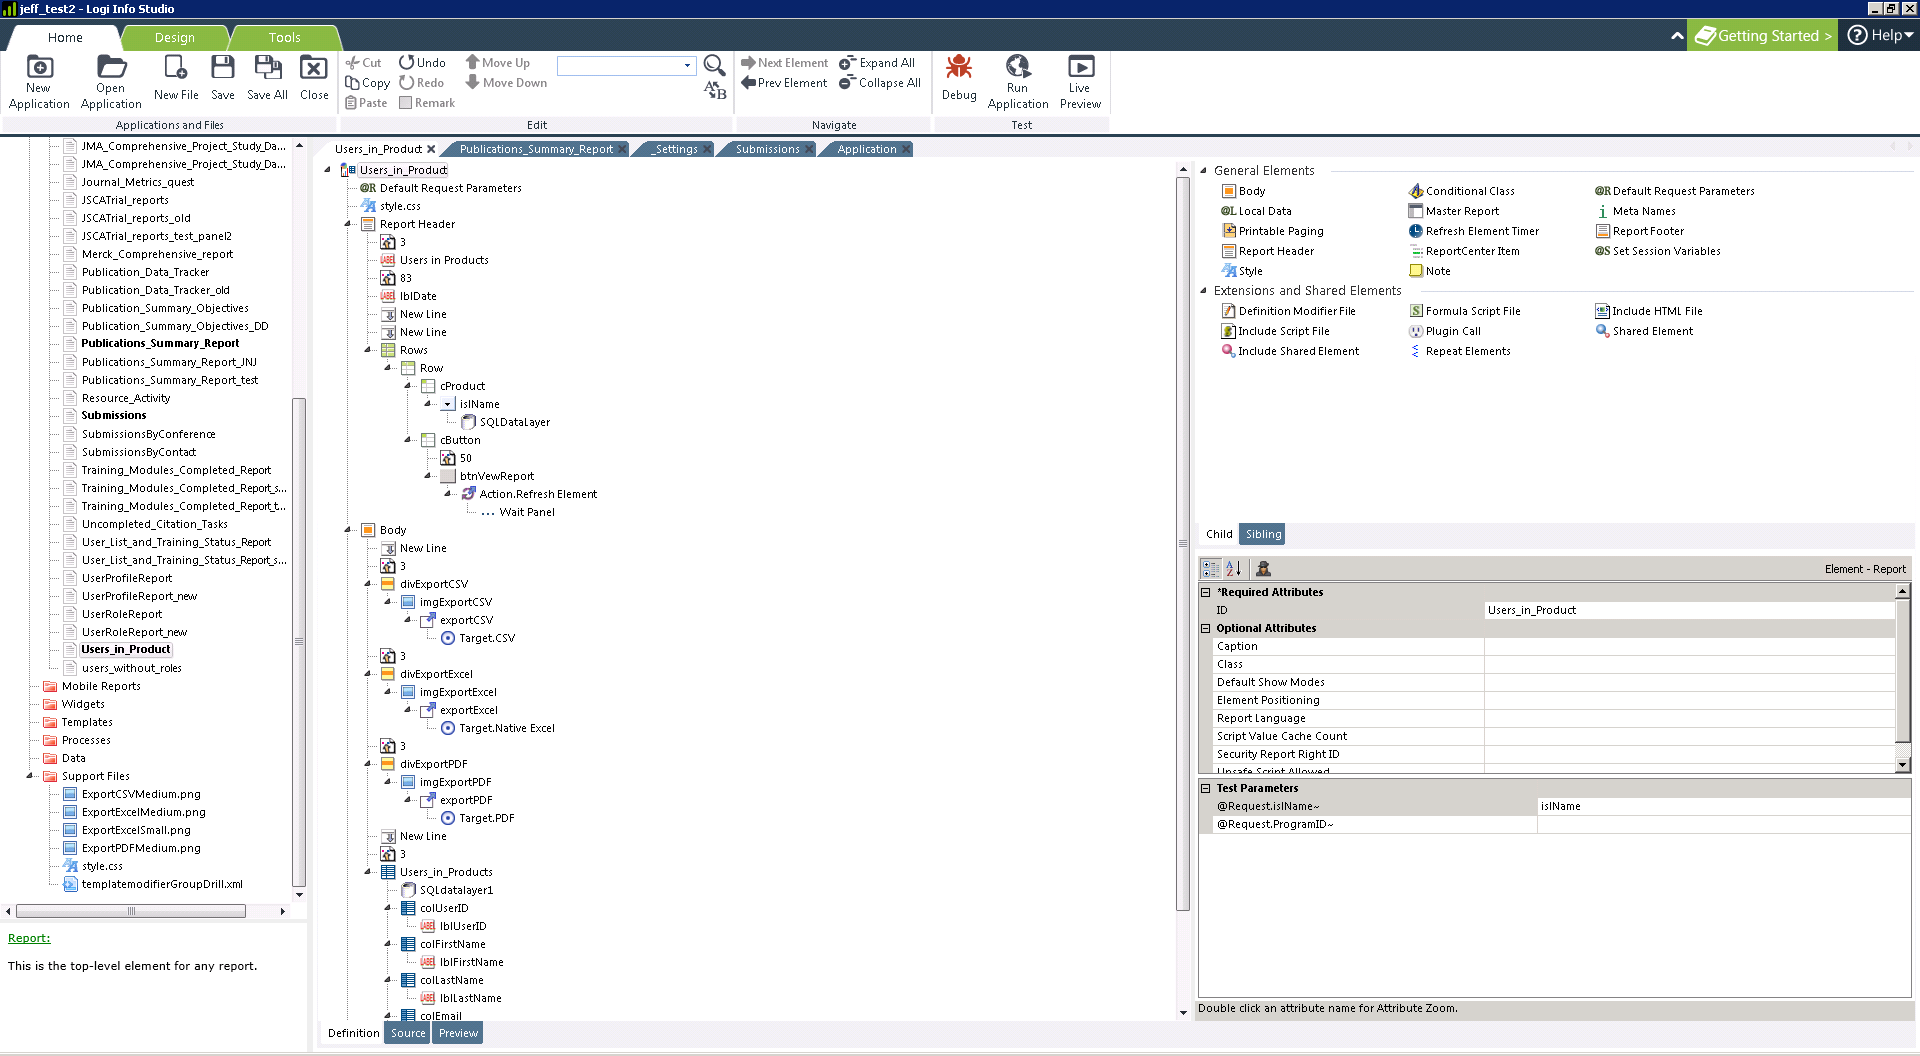 jeff_test2 - Logi Info Studio
Home
Design
Tools
Getting Started >
Help
New Application
Open Application
New File
Save
Save All
Close
Cut
Copy
Paste
Undo
Redo
Remark
Move Up
Move Down
Next Element
Prev Element
Expand All
Collapse All
Debug
Run Application
Live Preview
Applications and Files
Edit
Navigate
Test
JMA_Comprehensive_Project_Study_Da...
JMA_Comprehensive_Project_Study_Da...
Journal_Metrics_quest
JSCATrial_reports
JSCATrial_reports_old
JSCATrial_reports_test_panel2
Merck_Comprehensive_report
Publication_Data_Tracker
Publication_Data_Tracker_old
Publication_Summary_Objectives
Publication_Summary_Objectives_DD
Publications_Summary_Report
Publications_Summary_Report_JNJ
Publications_Summary_Report_test
Resource_Activity
Submissions
SubmissionsByConference
SubmissionsByContact
Training_Modules_Completed_Report
Training_Modules_Completed_Report_s...
Training_Modules_Completed_Report_t...
Uncompleted_Citation_Tasks
User_List_and_Training_Status_Report
User_List_and_Training_Status_Report_s...
UserProfileReport
UserProfileReport_new
UserRoleReport
UserRoleReport_new
Users_in_Product
users_without_roles
Mobile Reports
Widgets
Templates
Processes
Data
Support Files
ExportCSVMedium.png
ExportExcelMedium.png
ExportExcelSmall.png
ExportPDFMedium.png
style.css
templatemodifierGroupDrill.xml
Report:
This is the top-level element for any report.
Users_in_Product
Publications_Summary_Report
_Settings
Submissions
Application
Users_in_Product
Default Request Parameters
style.css
Report Header
3
Users in Products
83
lblDate
New Line
New Line
Rows
Row
cProduct
islName
SQLDataLayer
cButton
50
btnVewReport
Action.Refresh Element
Wait Panel
Body
New Line
3
divExportCSV
imgExportCSV
exportCSV
Target.CSV
3
divExportExcel
imgExportExcel
exportExcel
Target.Native Excel
3
divExportPDF
imgExportPDF
exportPDF
Target.PDF
New Line
3
Users_in_Products
SQLdatalayer1
colUserID
lblUserID
colFirstName
lblFirstName
colLastName
lblLastName
colEmail
Definition
Source
Preview
General Elements
Body
Conditional Class
Default Request Parameters
Local Data
Master Report
Meta Names
Printable Paging
Refresh Element Timer
Report Footer
Report Header
ReportCenter Item
Set Session Variables
Style
Note
Extensions and Shared Elements
Definition Modifier File
Formula Script File
Include HTML File
Include Script File
Plugin Call
Shared Element
Include Shared Element
Repeat Elements
Child
Sibling
Element - Report
*Required Attributes
ID
Users_in_Product
Optional Attributes
Caption
Class
Default Show Modes
Element Positioning
Report Language
Script Value Cache Count
Security Report Right ID
Unsafe Script Allowed
Test Parameters
@Request.islName~
islName
@Request.ProgramID~
Double click an attribute name for Attribute Zoom.